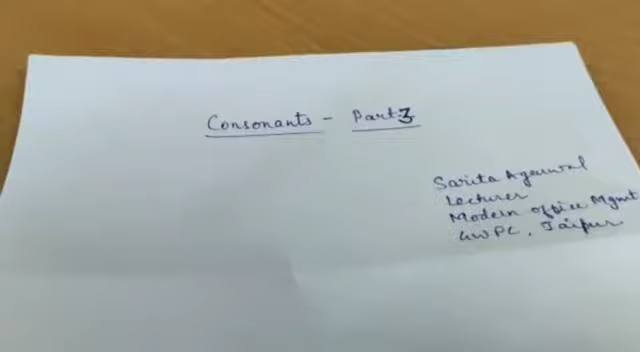 Consonants - Part 3
Sarita Agarwal
Lecturer
Modern office Mgmt
GWPC, Jaipur